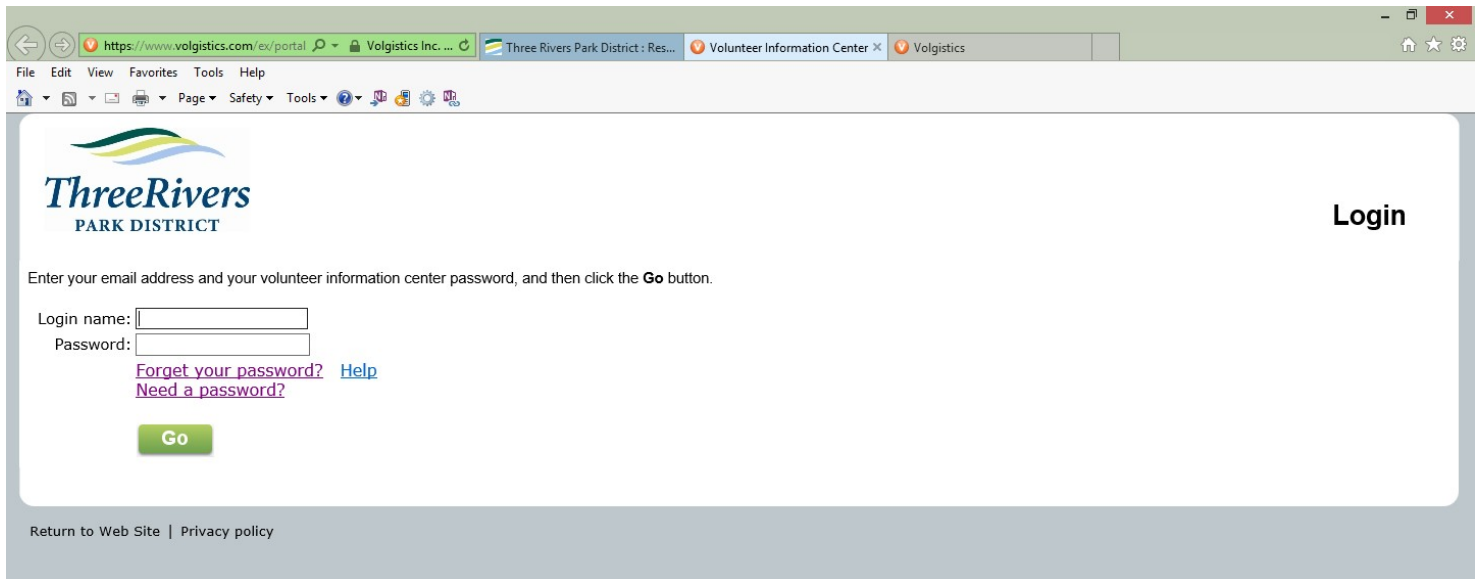 https://www.volgistics.com/ex/portal Volgistics Inc. ... Three Rivers Park District : Res... Volunteer Information Center Volgistics
File Edit View Favorites Tools Help
Page Safety Tools
ThreeRivers
PARK DISTRICT
Login
Enter your email address and your volunteer information center password, and then click the Go button.
Login name:
Password:
Forget your password? Help
Need a password?
Go
Return to Web Site | Privacy policy